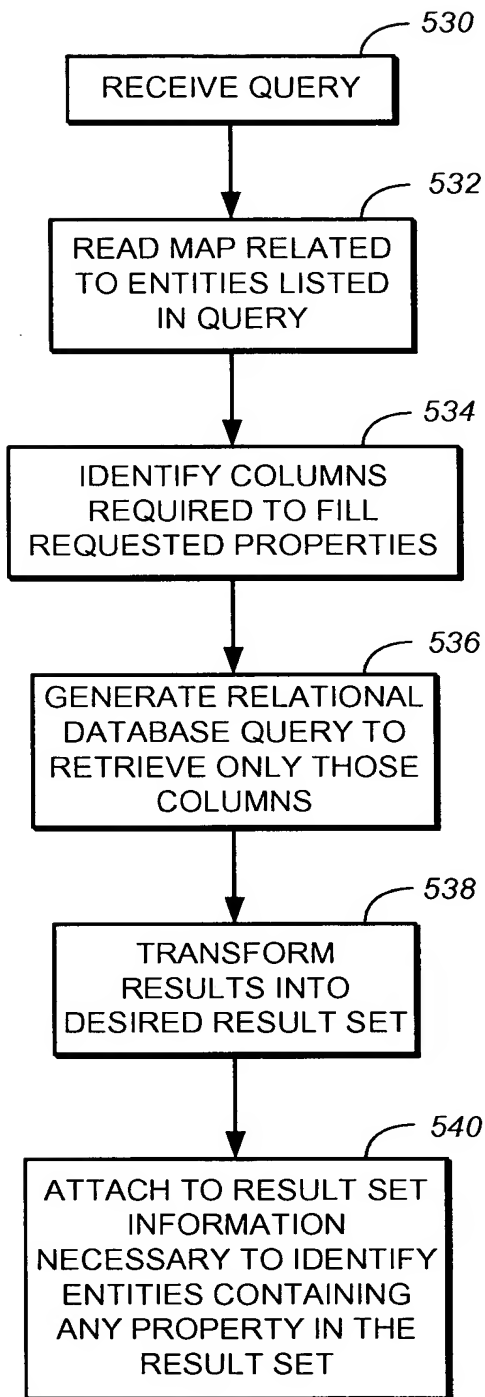 530
RECEIVE QUERY
532
READ MAP RELATED
TO ENTITIES LISTED
IN QUERY
534
IDENTIFY COLUMNS
REQUIRED TO FILL
REQUESTED PROPERTIES
536
GENERATE RELATIONAL
DATABASE QUERY TO
RETRIEVE ONLY THOSE
COLUMNS
538
TRANSFORM
RESULTS INTO
DESIRED RESULT SET
540
ATTACH TO RESULT SET
INFORMATION
NECESSARY TO IDENTIFY
ENTITIES CONTAINING
ANY PROPERTY IN THE
RESULT SET